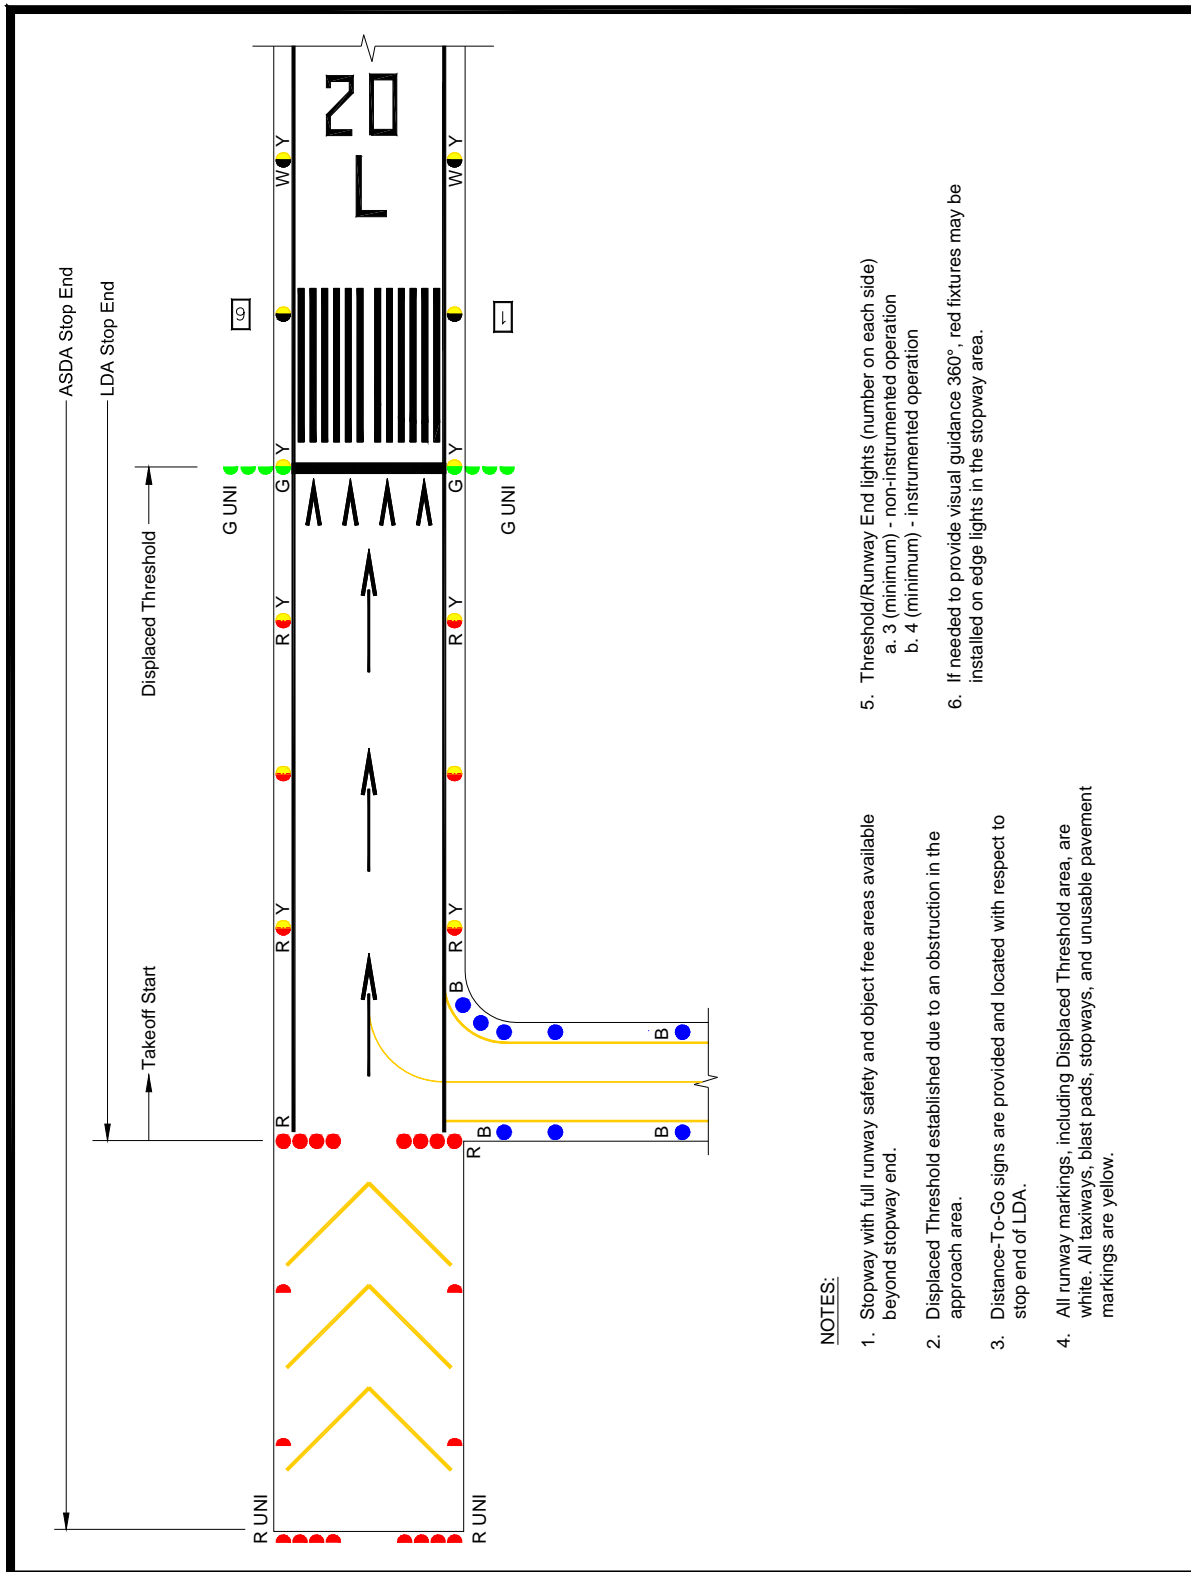 ASDA Stop End
LDA Stop End
Displaced Threshold
Takeoff Start
R UNI
R
R
Y
R
Y
G UNI
G
Y
W
Y
9
20
L
R UNI
R
B
B
B
B
R
Y
R
Y
G UNI
G
Y
W
Y
1
NOTES:
1. Stopway with full runway safety and object free areas available
beyond stopway end.
2. Displaced Threshold established due to an obstruction in the
approach area.
3. Distance-To-Go signs are provided and located with respect to
stop end of LDA.
4. All runway markings, including Displaced Threshold area, are
white. All taxiways, blast pads, stopways, and unusable pavement
markings are yellow.
5. Threshold/Runway End lights (number on each side)
a. 3 (minimum) - non-instrumented operation
b. 4 (minimum) - instrumented operation
6. If needed to provide visual guidance 360°, red fixtures may be
installed on edge lights in the stopway area.